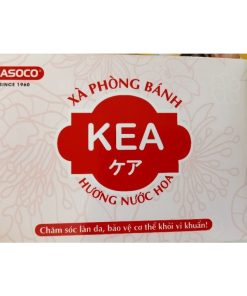 ASOCO
SINCE 1960
XÀ PHÒNG BÁNH
KEA
ケア
HƯƠNG NƯỚC HOA
Chăm sóc làn da, bảo vệ cơ thể khỏi vi khuẩn!